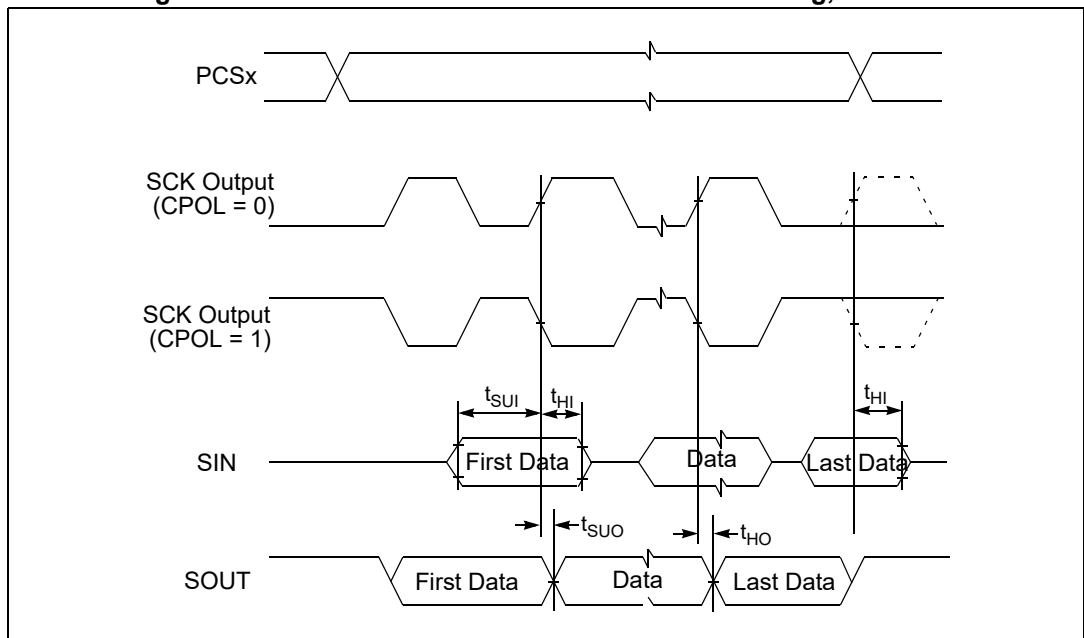 PCSx
SCK Output
(CPOL = 0)
SCK Output
(CPOL = 1)
tSUI
tHI
tHI
SIN
First Data
Data
Last Data
tSUO
tHO
SOUT
First Data
Data
Last Data